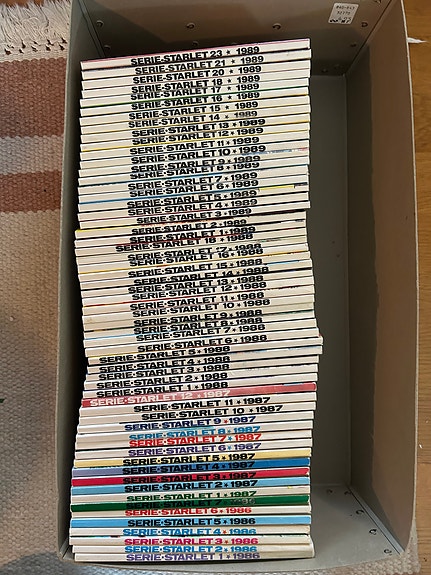 SERIE-STARLET 23 ★ 1989
SERIE-STARLET 21 ★ 1989
SERIE-STARLET 20 ★ 1989
SERIE-STARLET 18 ★ 1989
SERIE-STARLET 17 ★ 1989
SERIE-STARLET 16 ★ 1989
SERIE-STARLET 15 ★ 1989
SERIE-STARLET 14 ★ 1989
SERIE-STARLET 13 ★ 1989
SERIE-STARLET 12 ★ 1989
SERIE-STARLET 11 ★ 1989
SERIE-STARLET 10 ★ 1989
SERIE-STARLET 9 ★ 1989
SERIE-STARLET 8 ★ 1989
SERIE-STARLET 7 ★ 1989
SERIE-STARLET 6 ★ 1989
SERIE-STARLET 5 ★ 1989
SERIE-STARLET 4 ★ 1989
SERIE-STARLET 3 ★ 1989
SERIE-STARLET 2 ★ 1989
SERIE-STARLET 1 ★ 1989
SERIE-STARLET 18 ★ 1988
SERIE-STARLET 17 ★ 1988
SERIE-STARLET 16 ★ 1988
SERIE-STARLET 15 ★ 1988
SERIE-STARLET 14 ★ 1988
SERIE-STARLET 13 ★ 1988
SERIE-STARLET 12 ★ 1988
SERIE-STARLET 11 ★ 1988
SERIE-STARLET 10 ★ 1988
SERIE-STARLET 9 ★ 1988
SERIE-STARLET 8 ★ 1988
SERIE-STARLET 7 ★ 1988
SERIE-STARLET 6 ★ 1988
SERIE-STARLET 5 ★ 1988
SERIE-STARLET 4 ★ 1988
SERIE-STARLET 3 ★ 1988
SERIE-STARLET 2 ★ 1988
SERIE-STARLET 1 ★ 1988
SERIE-STARLET 12 ★ 1987
SERIE-STARLET 11 ★ 1987
SERIE-STARLET 10 ★ 1987
SERIE-STARLET 9 ★ 1987
SERIE-STARLET 8 ★ 1987
SERIE-STARLET 7 ★ 1987
SERIE-STARLET 6 ★ 1987
SERIE-STARLET 5 ★ 1987
SERIE-STARLET 4 ★ 1987
SERIE-STARLET 3 ★ 1987
SERIE-STARLET 2 ★ 1987
SERIE-STARLET 1 ★ 1987
SERIE-STARLET
SERIE-STARLET 6 ★ 1986
SERIE-STARLET 5 ★ 1986
SERIE-STARLET 4 ★ 1986
SERIE-STARLET 3 ★ 1986
SERIE-STARLET 2 ★ 1986
SERIE-STARLET 1 ★ 1986